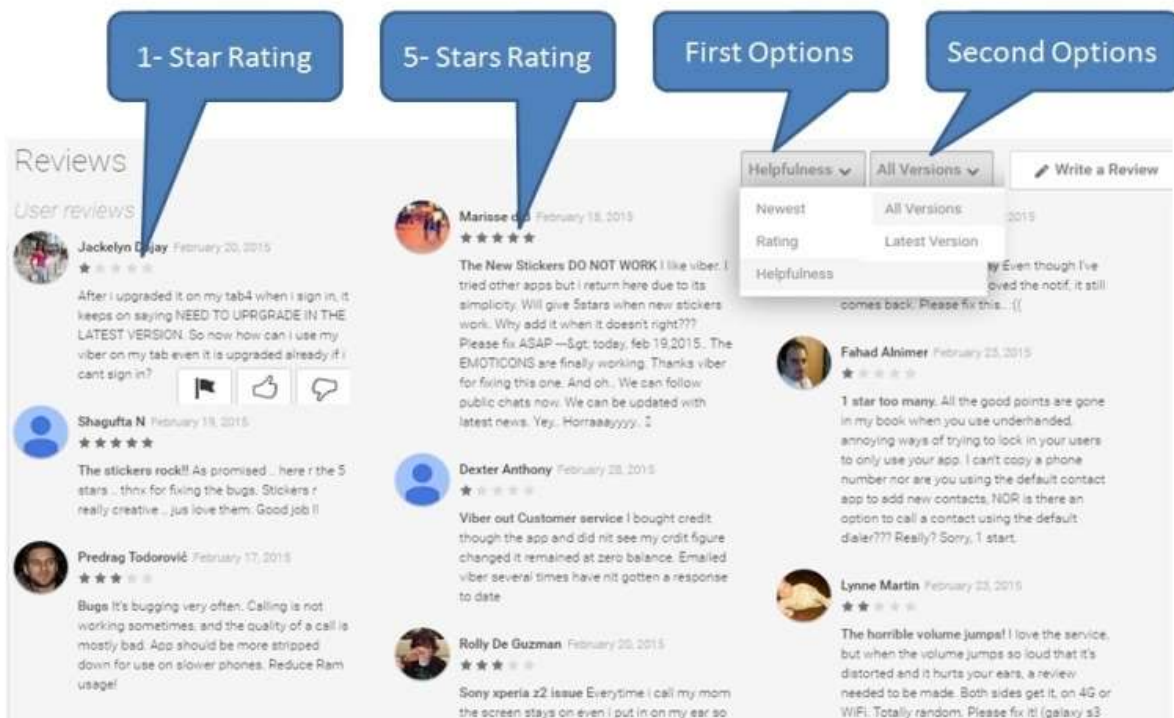 1- Star Rating
5- Stars Rating
First Options
Second Options
Reviews
Helpfulness
All Versions
Write a Review
Newest
Rating
Helpfulness
All Versions
Latest Version
User reviews
Jackelyn February 20, 2015
After i upgraded it on my tab4 when i sign in, it
keeps on saying NEED TO UPRGRADE IN THE
LATEST VERSION. So now how can i use my
viber on my tab even it is upgraded already if i
cant sign in?
Shagufta N February 19, 2015
The stickers rock!! As promised .. here r the 5
stars .. thnx for fixing the bugs. Stickers r
really creative .. jus love them. Good job !!
Predrag Todorović February 17, 2015
Bugs It's bugging very often. Calling is not
working sometimes, and the quality of a call is
mostly bad. App should be more stripped
down for use on slower phones. Reduce Ram
usage!
Marisse February 18, 2015
The New Stickers DO NOT WORK I like viber. I
tried other apps but i return here due to its
simplicity. Will give 5stars when new stickers
work. Why add it when it doesn't right???
Please fix ASAP ---&gt; today, feb 19,2015.. The
EMOTICONS are finally working. Thanks viber
for fixing this one. And oh.. We can follow
public chats now. We can be updated with
latest news. Yey.. Horraaayyyy..
Dexter Anthony February 28, 2015
Viber out Customer service I bought credit
though the app and did nit see my crdit figure
changed it remained at zero balance. Emailed
viber several times have nit gotten a response
to date
Rolly De Guzman February 20, 2015
Sony xperia z2 issue Everytime i call my mom
the screen stays on even i put in on my ear so
2015
Even though I've
oved the notif, it still
comes back. Please fix this.. :((
Fahad Alnimer February 23, 2015
1 star too many. All the good points are gone
in my book when you use underhanded,
annoying ways of trying to lock in your users
to only use your app. I can't copy a phone
number nor are you using the default contact
app to add new contacts, NOR is there an
option to call a contact using the default
dialer??? Really? Sorry, 1 start.
Lynne Martin February 23, 2015
The horrible volume jumps! I love the service,
but when the volume jumps so loud that it's
distorted and it hurts your ears, a review
needed to be made. Both sides get it, on 4G or
WiFi. Totally random. Please fix it! (galaxy s3